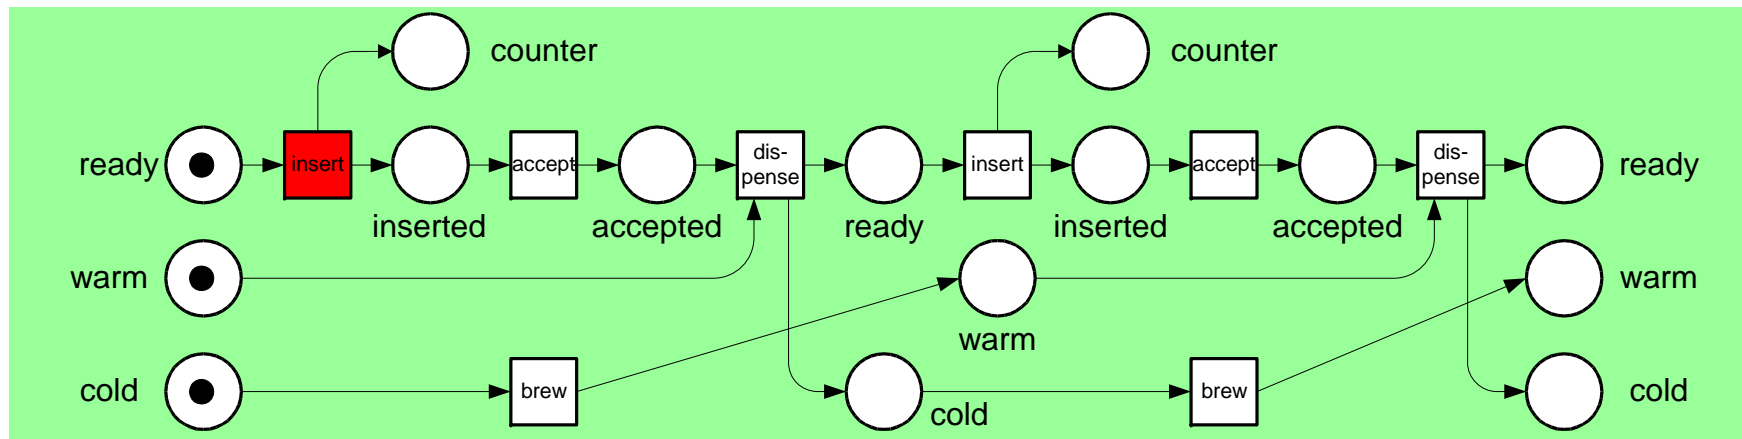 counter
counter
ready
insert
accept
dis-
pense
insert
accept
dis-
pense
ready
inserted
accepted
ready
inserted
accepted
warm
warm
warm
cold
brew
cold
brew
cold